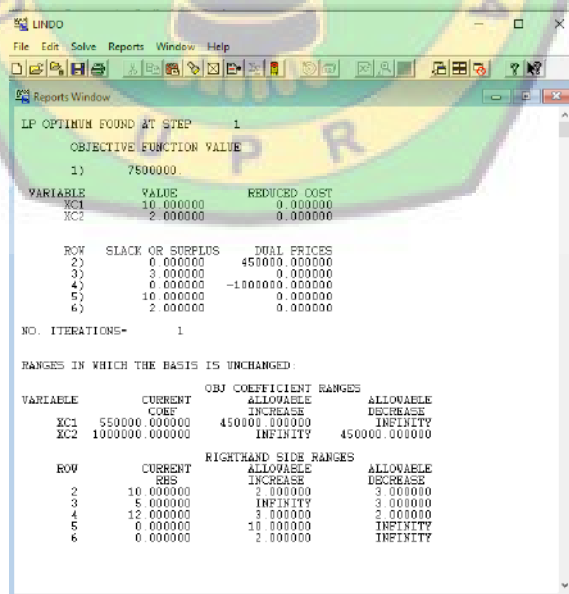 LINDO
File Edit Solve Reports Window Help
Reports Window
LP OPTIMUM FOUND AT STEP 1
OBJECTIVE FUNCTION VALUE
1) 7500000.
VARIABLE VALUE REDUCED COST
XC1 10.000000 0.000000
XC2 2.000000 0.000000
ROW SLACK OR SURPLUS DUAL PRICES
2) 0.000000 450000.000000
3) 3.000000 0.000000
4) 0.000000 -1000000.000000
5) 10.000000 0.000000
6) 2.000000 0.000000
NO. ITERATIONS= 1
RANGES IN WHICH THE BASIS IS UNCHANGED:
OBJ COEFFICIENT RANGES
VARIABLE CURRENT ALLOWABLE ALLOWABLE
COEF INCREASE DECREASE
XC1 550000.000000 450000.000000 INFINITY
XC2 1000000.000000 INFINITY 450000.000000
RIGHTHAND SIDE RANGES
ROW CURRENT ALLOWABLE ALLOWABLE
RHS INCREASE DECREASE
2 10.000000 2.000000 3.000000
3 5.000000 INFINITY 3.000000
4 12.000000 3.000000 2.000000
5 0.000000 10.000000 INFINITY
6 0.000000 2.000000 INFINITY